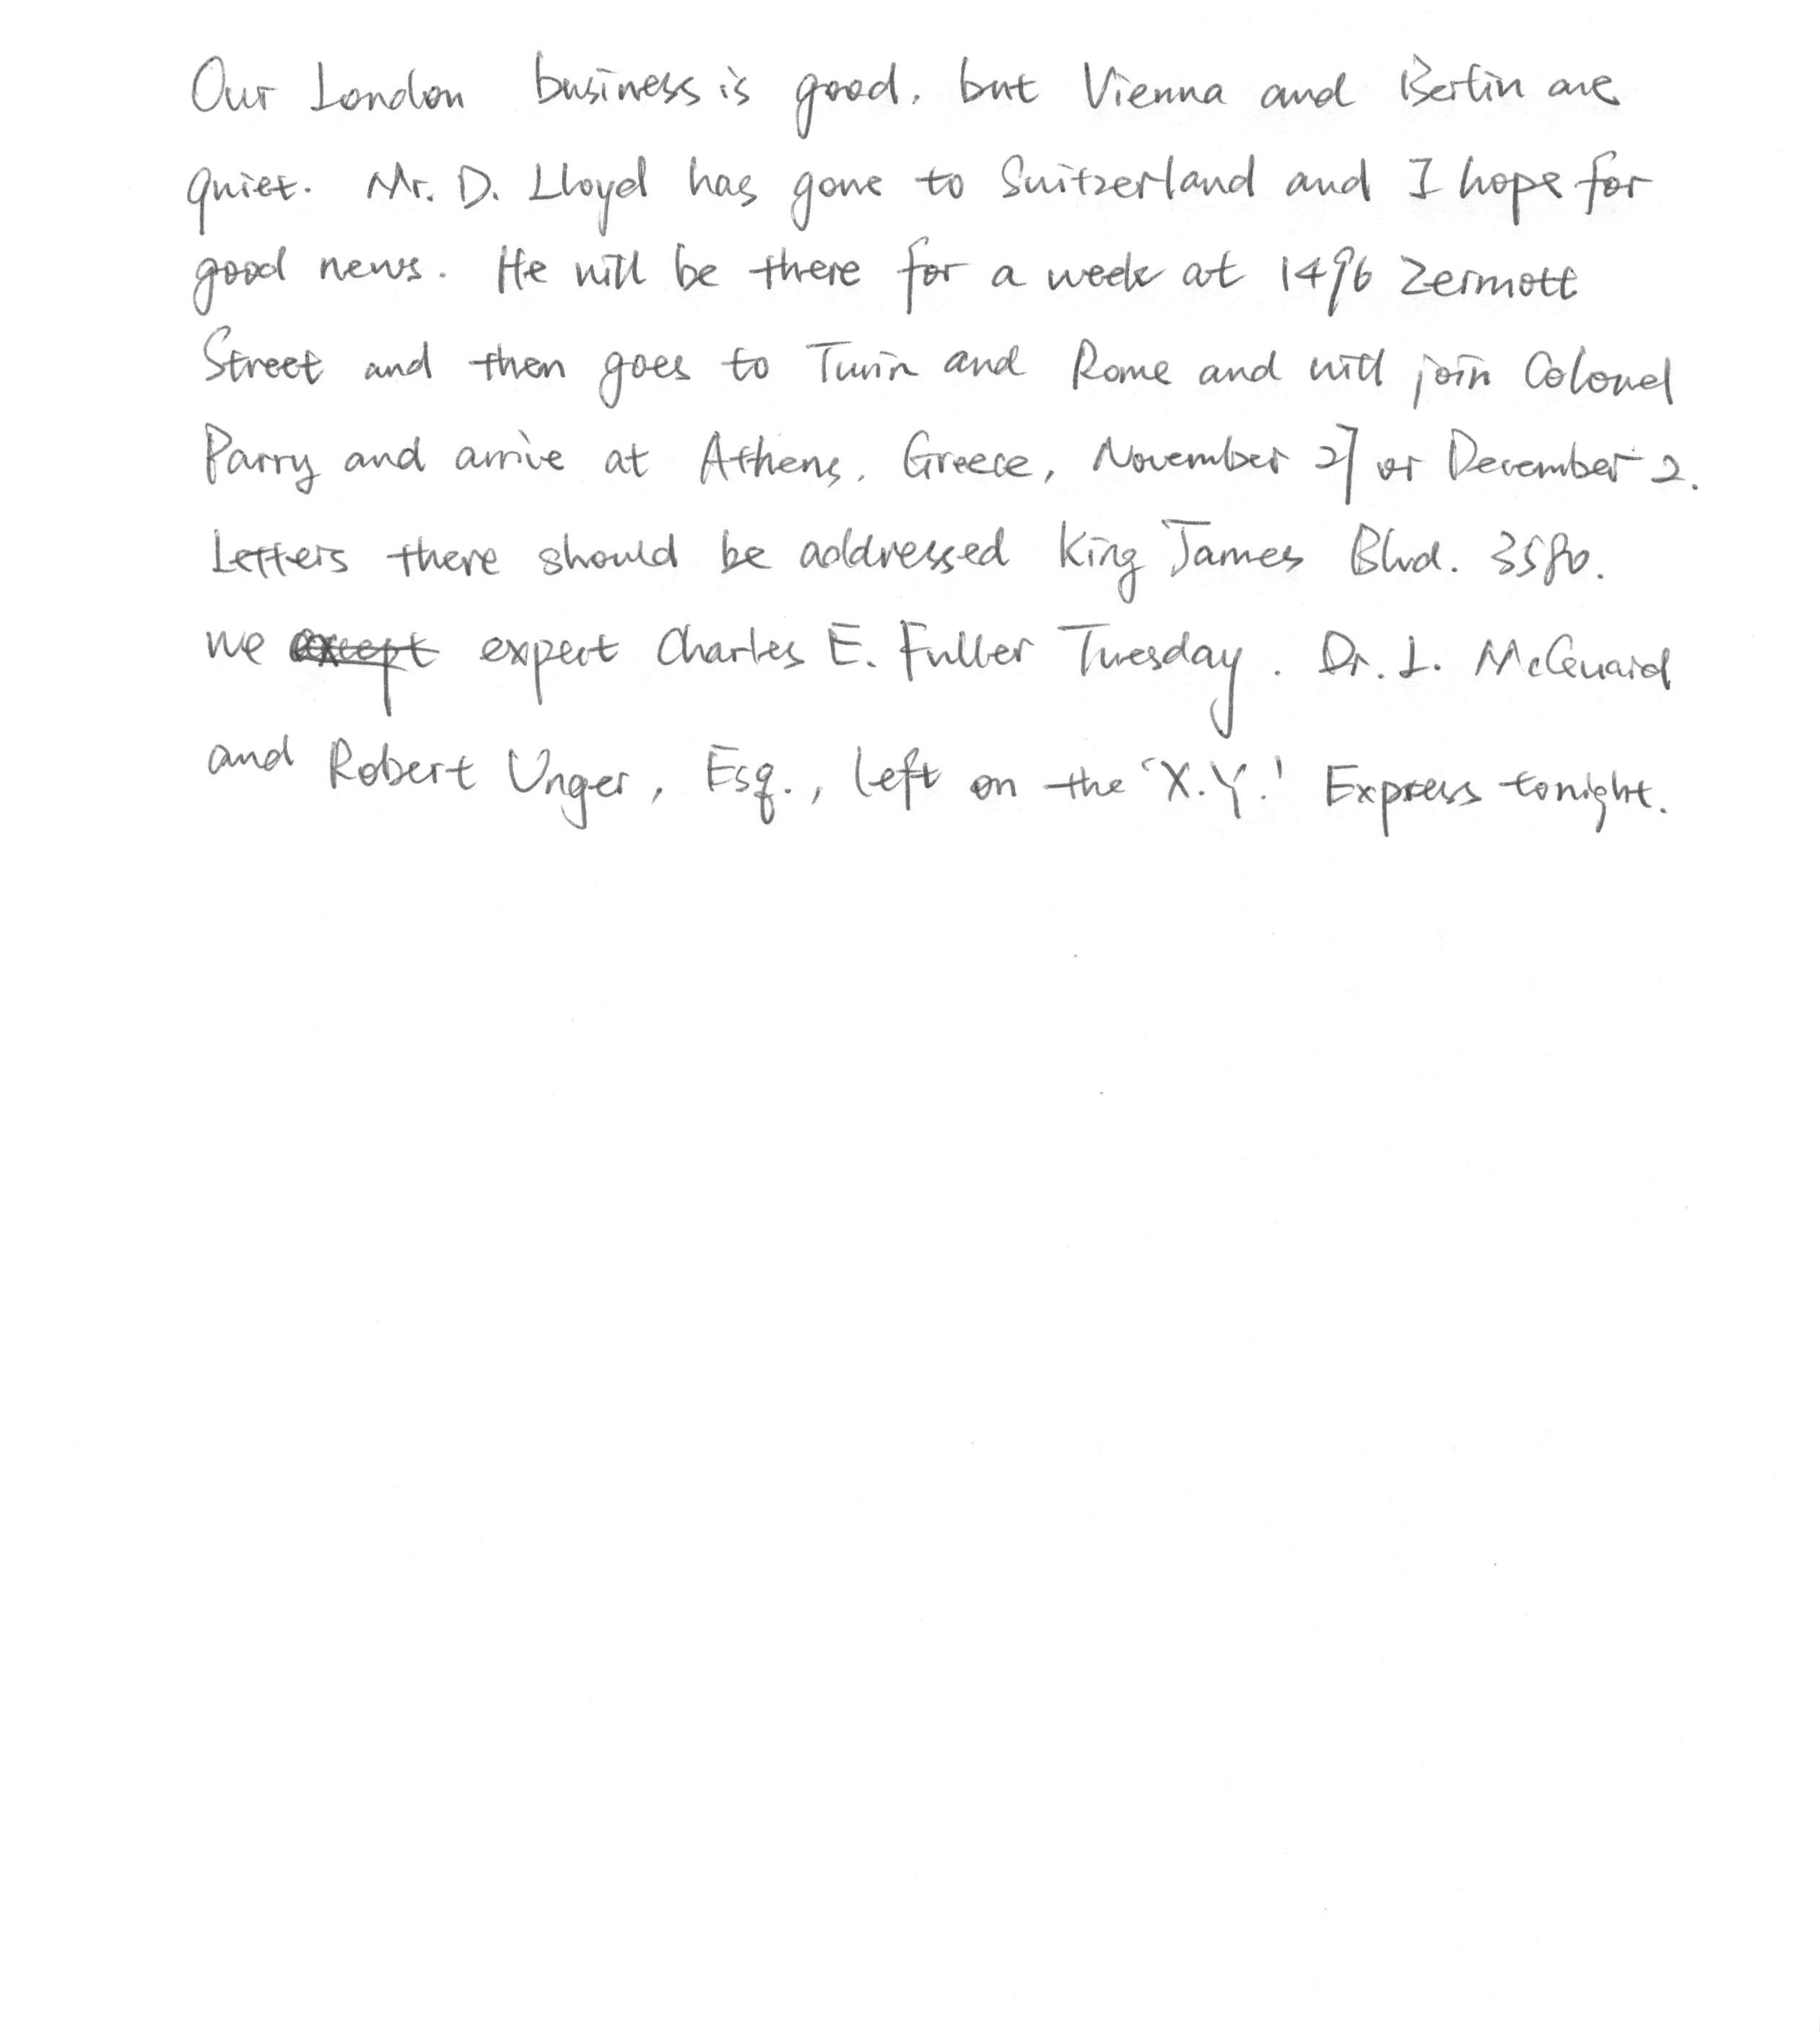 Our London business is good, but Vienna and Berlin are
quiet. Mr. D. Lloyd has gone to Switzerland and I hope for
good news. He will be there for a week at 1496 Zermott
Street and then goes to Turin and Rome and will join Colonel
Parry and arrive at Athens, Greece, November 27 or December 2.
Letters there should be addressed King James Blvd. 3580.
We expect Charles E. Fuller Tuesday. Dr. L. McQuaid
and Robert Unger, Esq., left on the 'X.Y.' Express tonight.